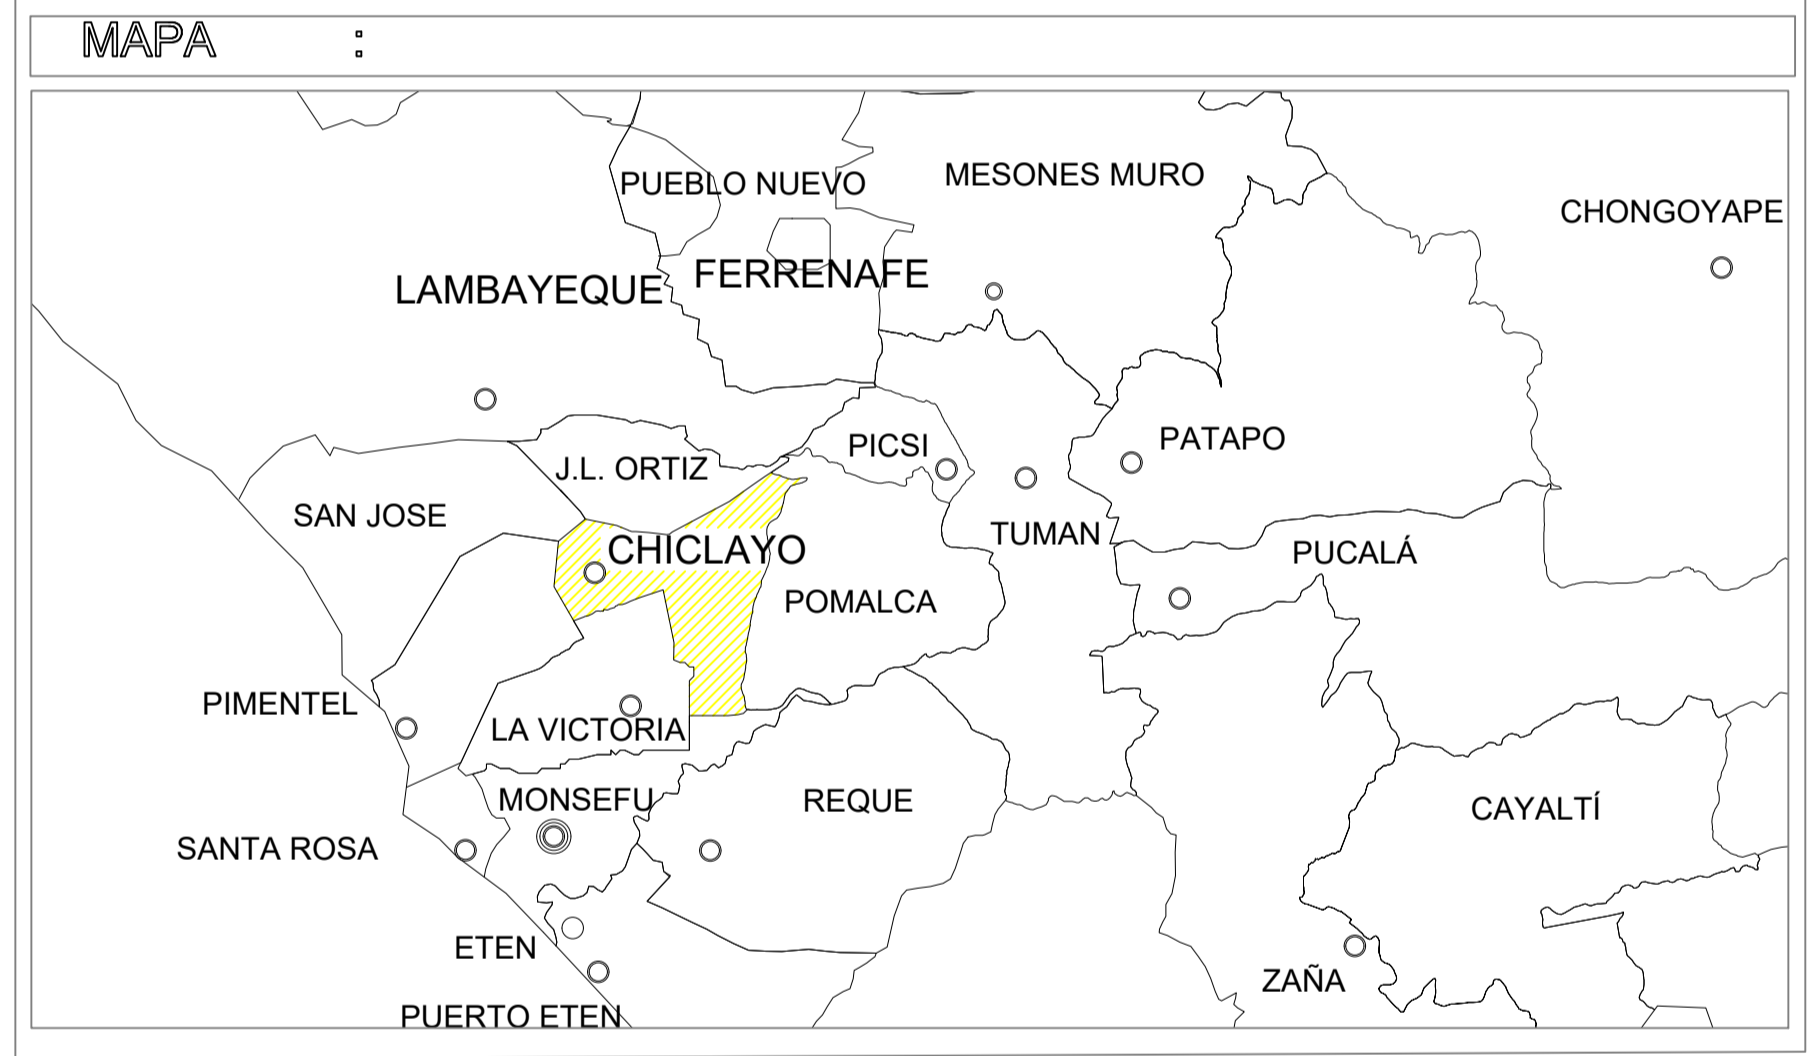 MAPA :
MESONES MURO
PUEBLO NUEVO
CHONGOYAPE
FERRENAFE
LAMBAYEQUE
PATAPO
PICSI
J.L. ORTIZ
SAN JOSE
TUMAN
CHICLAYO
PUCALÁ
POMALCA
PIMENTEL
LA VICTORIA
MONSEFU
REQUE
CAYALTÍ
SANTA ROSA
ETEN
ZAÑA
PUERTO ETEN